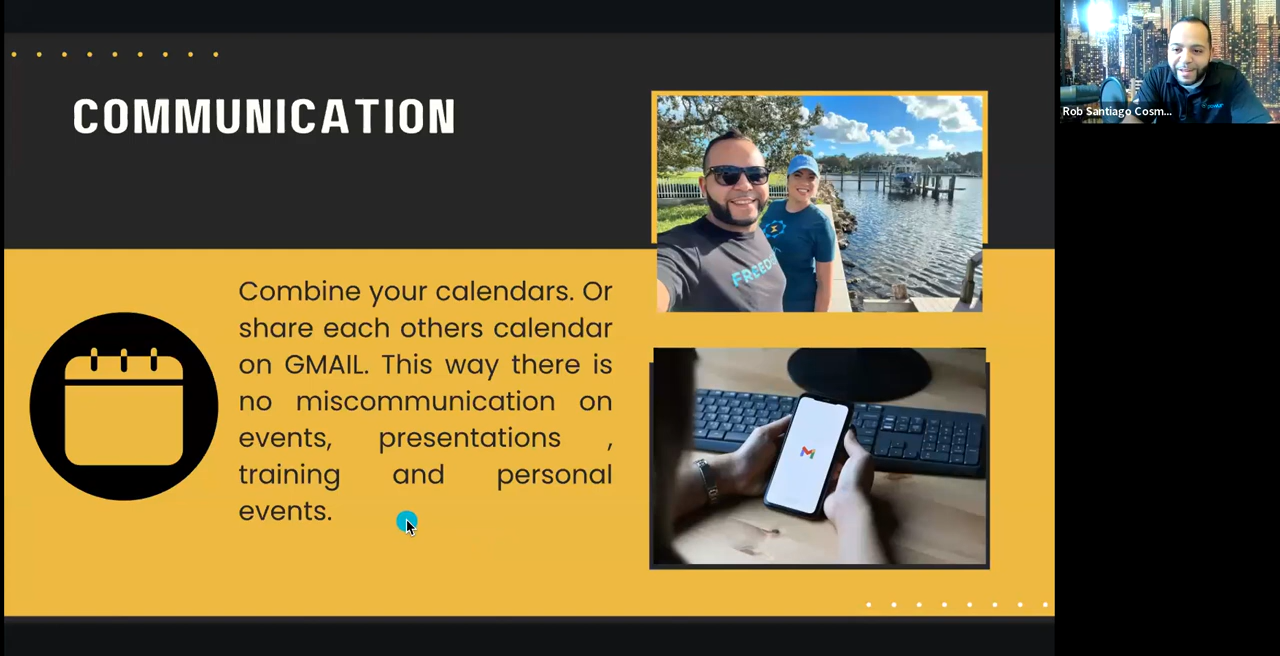 COMMUNICATION
Combine your calendars. Or
share each others calendar
on GMAIL. This way there is
no miscommunication on
events, presentations ,
training and personal
events.
FREED
Rob Santiago Cosm...